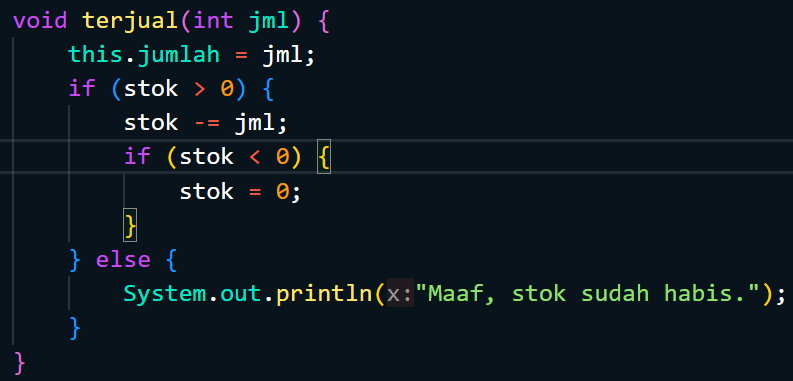 void terjual(int jml) {
    this.jumlah = jml;
    if (stok > 0) {
        stok -= jml;
        if (stok < 0) {
            stok = 0;
        }
    } else {
        System.out.println(x:"Maaf, stok sudah habis.");
    }
}